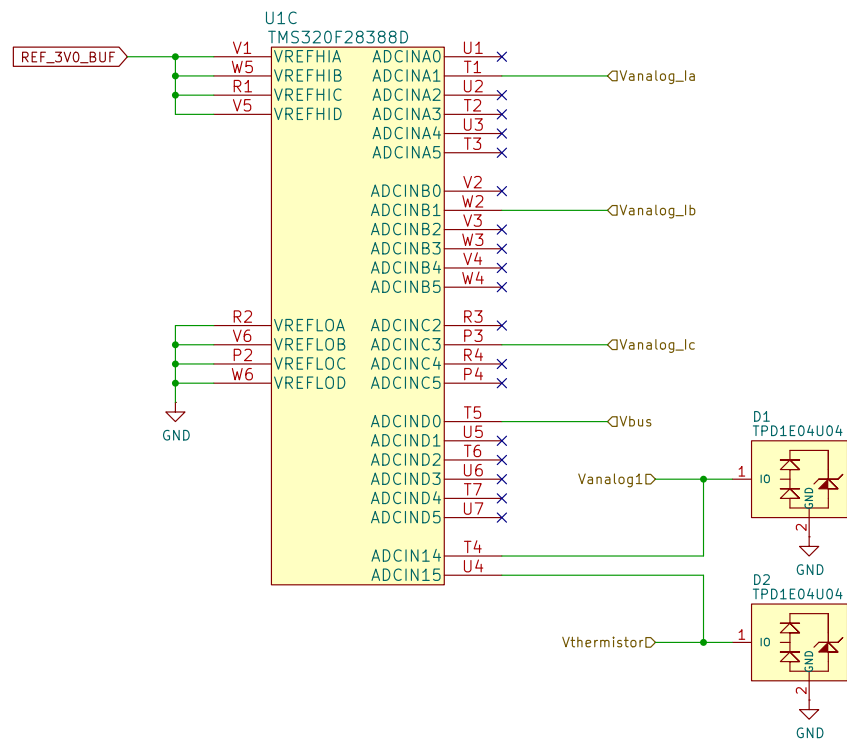 U1C
TMS320F28388D
REF_3V0_BUF
V1 VREFHIA ADCINA0 U1
W5 VREFHIB ADCINA1 T1 Vanalog_Ia
R1 VREFHIC ADCINA2 U2
V5 VREFHID ADCINA3 T2
ADCINA4 U3
ADCINA5 T3
ADCINB0 V2
ADCINB1 W2 Vanalog_Ib
ADCINB2 V3
ADCINB3 W3
ADCINB4 V4
ADCINB5 W4
R2 VREFLOA ADCINC2 R3
V6 VREFLOB ADCINC3 P3 Vanalog_Ic
P2 VREFLOC ADCINC4 R4
W6 VREFLOD ADCINC5 P4
GND
ADCIND0 T5 Vbus
ADCIND1 U5
ADCIND2 T6
ADCIND3 U6
ADCIND4 T7
ADCIND5 U7
ADCIN14 T4
ADCIN15 U4
D1
TPD1E04U04
Vanalog1 1 IO
GND
2
GND
D2
TPD1E04U04
Vthermistor 1 IO
GND
2
GND